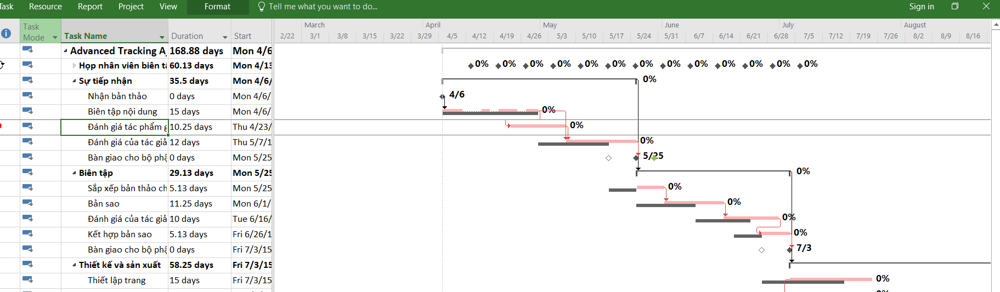 Task Resource Report Project View Format Tell me what you want to do... Sign in
Task Mode Task Name Duration Start
March April May June July August
2/22 3/1 3/8 3/15 3/22 3/29 4/5 4/12 4/19 4/26 5/3 5/10 5/17 5/24 5/31 6/7 6/14 6/21 6/28 7/5 7/12 7/19 7/26 8/2 8/9 8/16
Advanced Tracking A 168.88 days Mon 4/6
Họp nhân viên biên tậ 60.13 days Mon 4/13 0% 0% 0% 0% 0% 0% 0% 0% 0% 0% 0% 0% 0%
Sự tiếp nhận 35.5 days Mon 4/6/ 0%
Nhận bản thảo 0 days Mon 4/6/ 4/6
Biên tập nội dung 15 days Mon 4/6/ 0%
Đánh giá tác phẩm g 10.25 days Thu 4/23/ 0%
Đánh giá của tác giả 12 days Thu 5/7/1 0%
Bàn giao cho bộ phậ 0 days Mon 5/25 5/25
Biên tập 29.13 days Mon 5/25 0%
Sắp xếp bản thảo ch 5.13 days Mon 5/25 0%
Bản sao 11.25 days Mon 6/1/ 0%
Đánh giá của tác giả 10 days Tue 6/16/ 0%
Kết hợp bản sao 5.13 days Fri 6/26/1 0%
Bàn giao cho bộ phậ 0 days Fri 7/3/15 7/3
Thiết kế và sản xuất 58.25 days Fri 7/3/15
Thiết lập trang 15 days Fri 7/3/15 0%